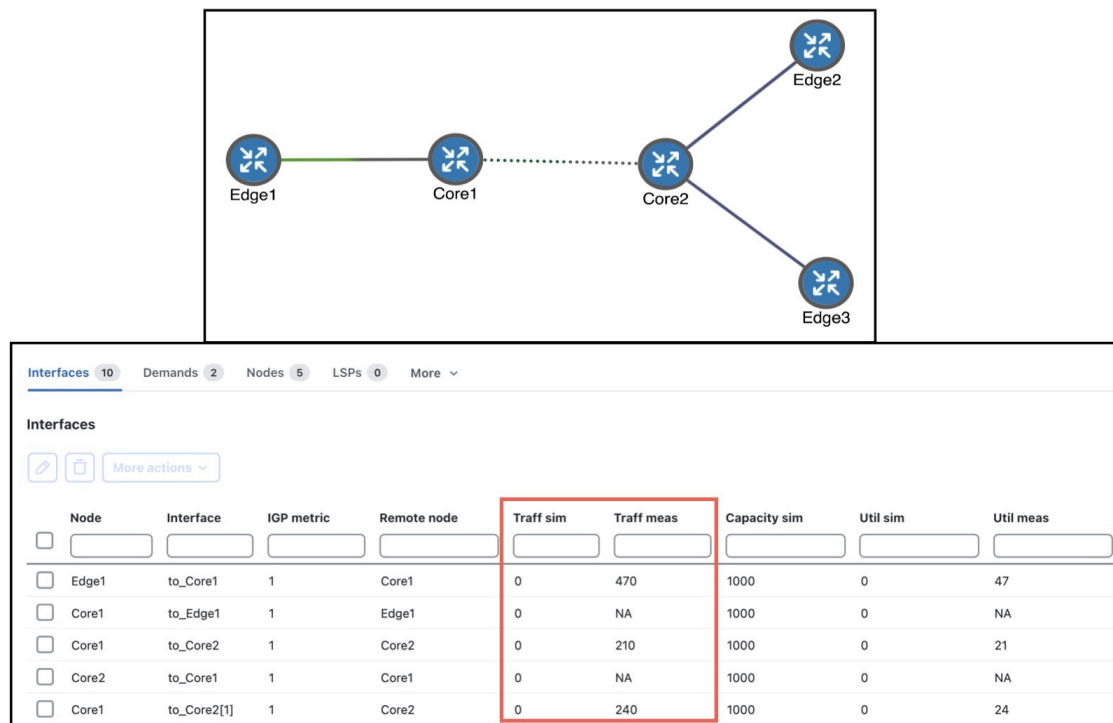 Edge2
Edge1
Core1
Core2
Edge3
Interfaces 10 Demands 2 Nodes 5 LSPs 0 More
Interfaces
More actions
Node Interface IGP metric Remote node Traff sim Traff meas Capacity sim Util sim Util meas
Edge1 to_Core1 1 Core1 0 470 1000 0 47
Core1 to_Edge1 1 Edge1 0 NA 1000 0 NA
Core1 to_Core2 1 Core2 0 210 1000 0 21
Core2 to_Core1 1 Core1 0 NA 1000 0 NA
Core1 to_Core2[1] 1 Core2 0 240 1000 0 24